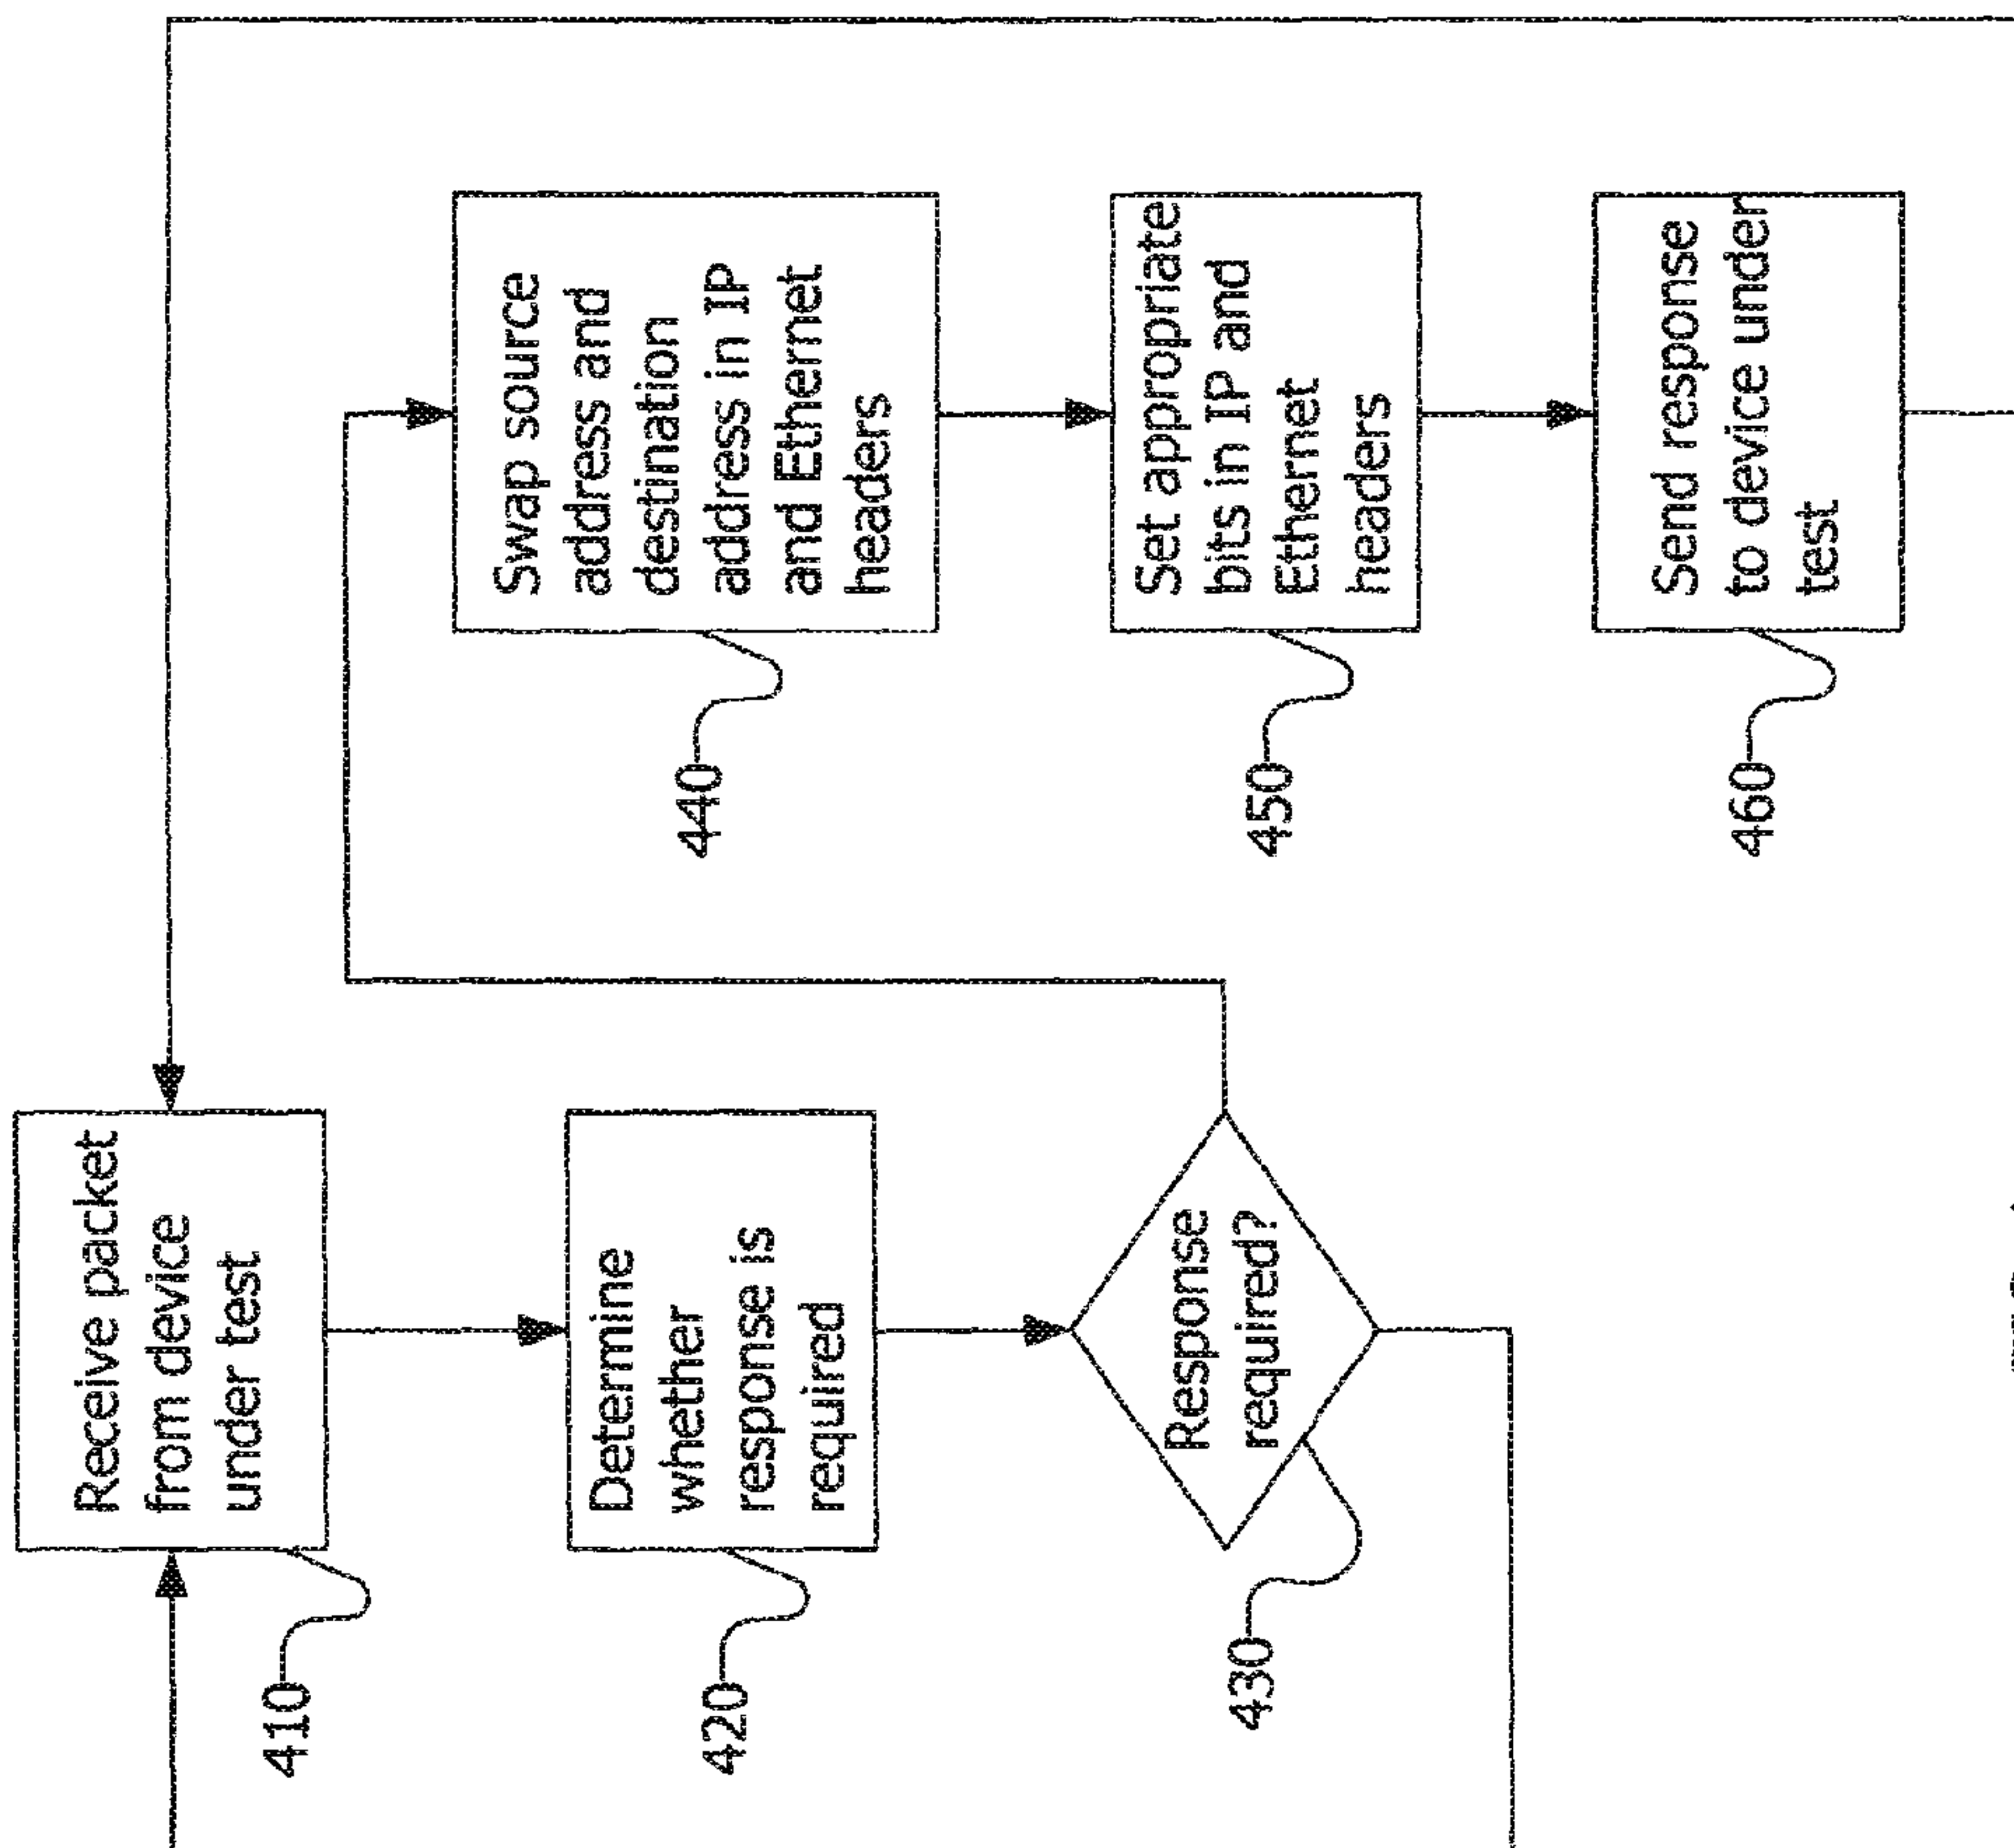 Receive packet
from device
under test
410
Determine
whether
response is
required
420
Response
required?
430
Swap source
address and
destination
address in IP
and Ethernet
headers
440
Set appropriate
bits in IP and
Ethernet
headers
450
Send response
to device under
test
460